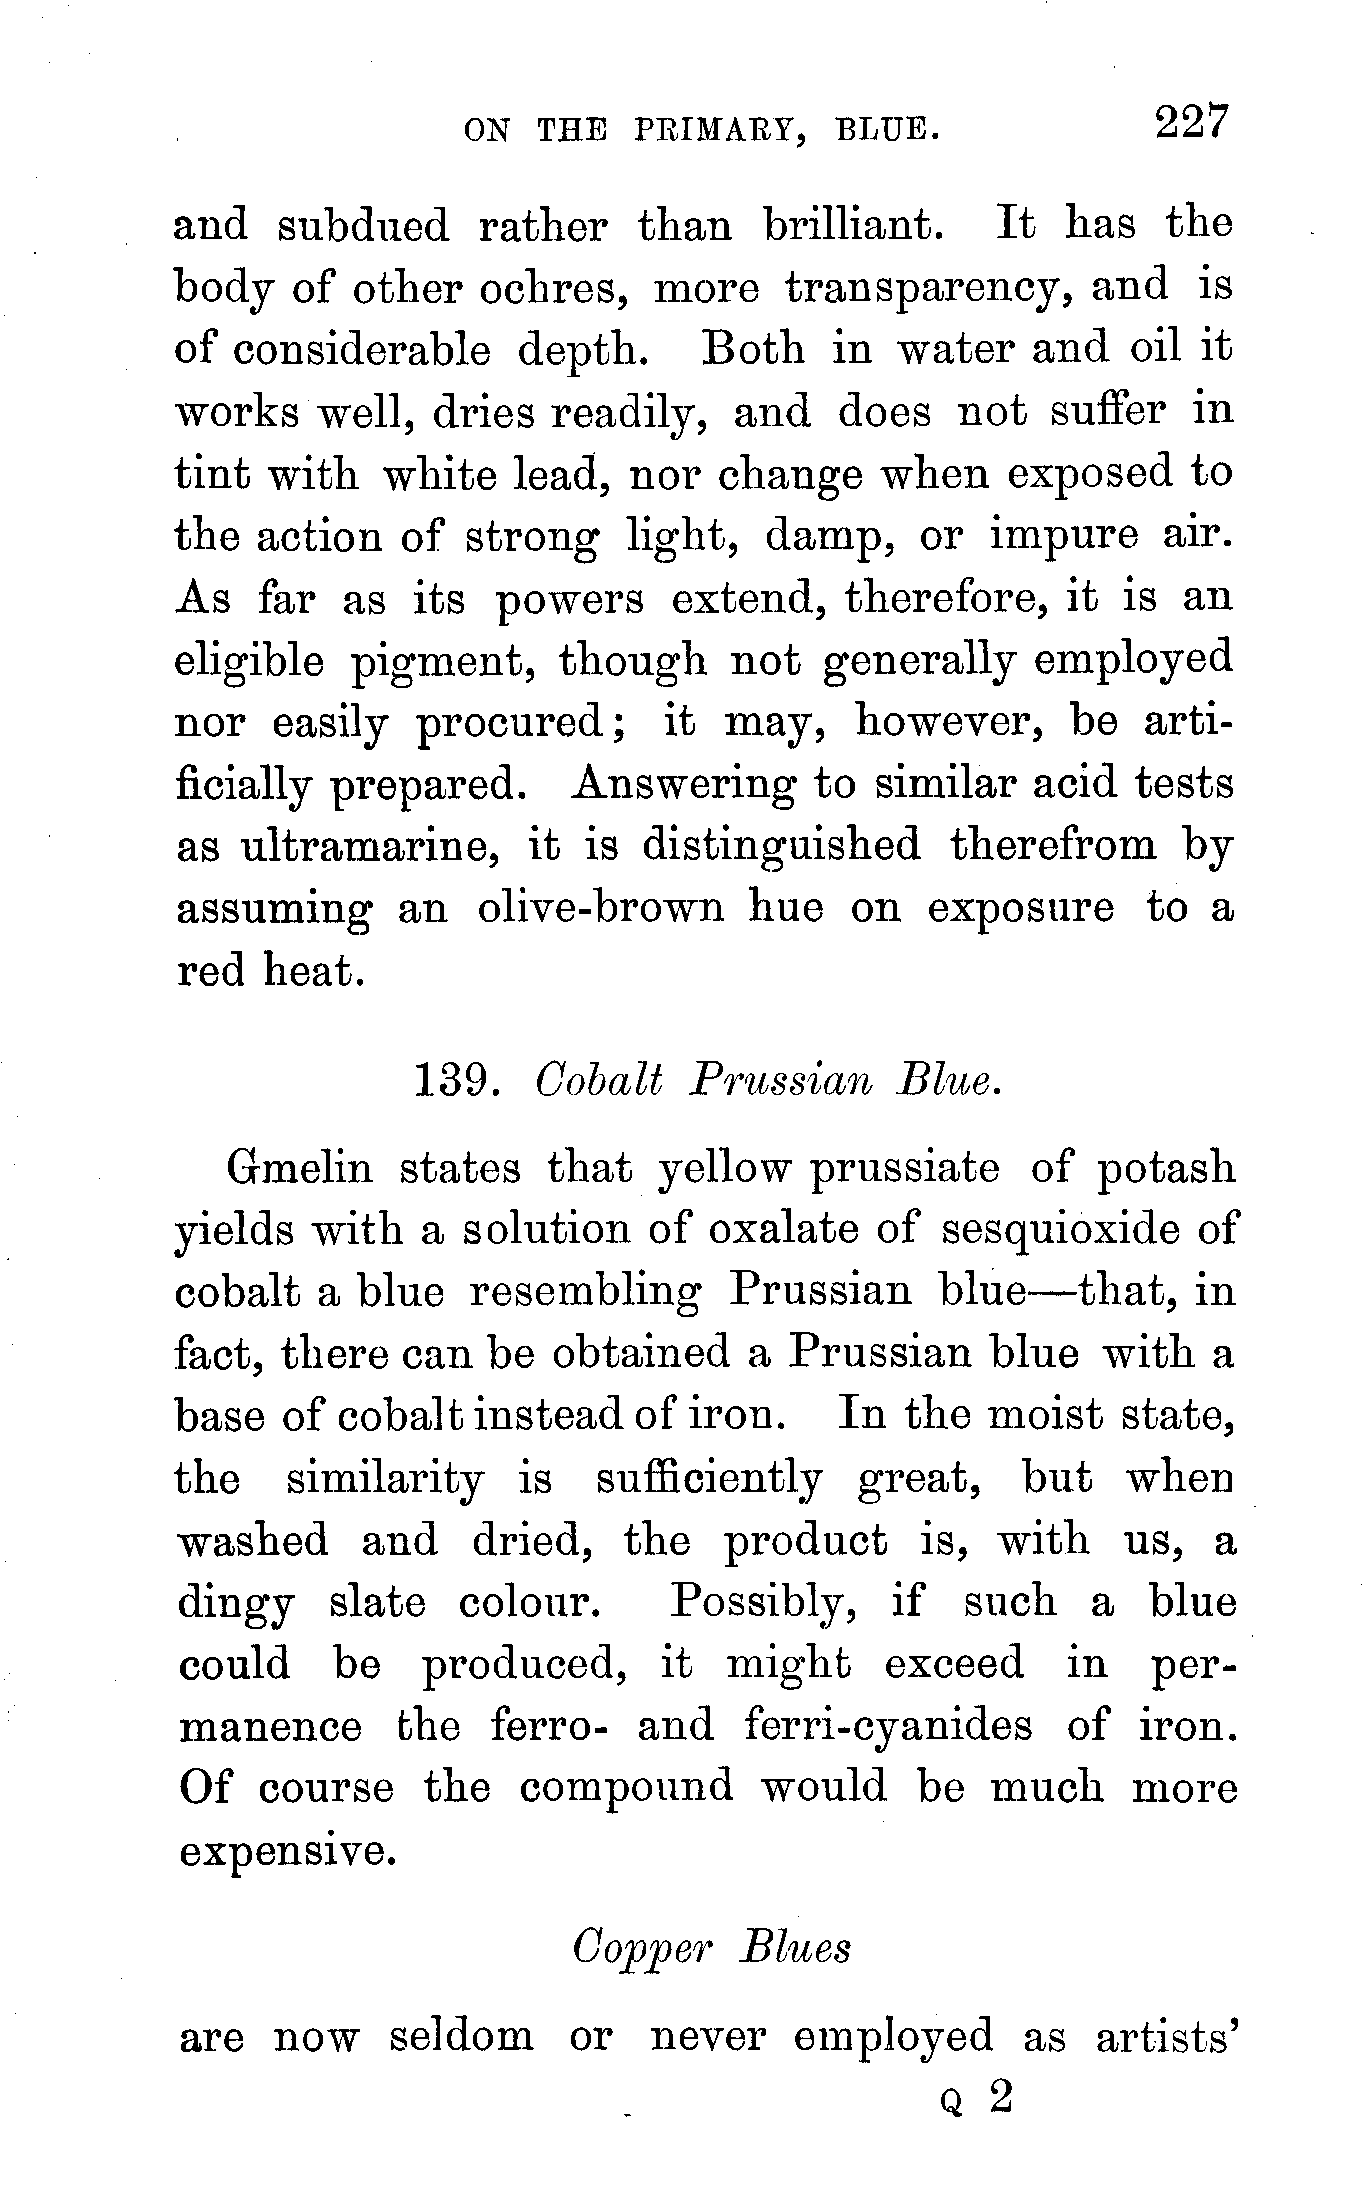 ON THE PRIMARY, BLUE. 227
and subdued rather than brilliant. It has the
body of other ochres, more transparency, and is
of considerable depth. Both in water and oil it
works well, dries readily, and does not suffer in
tint with white lead, nor change when exposed to
the action of strong light, damp, or impure air.
As far as its powers extend, therefore, it is an
eligible pigment, though not generally employed
nor easily procured; it may, however, be arti-
ficially prepared. Answering to similar acid tests
as ultramarine, it is distinguished therefrom by
assuming an olive-brown hue on exposure to a
red heat.
139. Cobalt Prussian Blue.
Gmelin states that yellow prussiate of potash
yields with a solution of oxalate of sesquioxide of
cobalt a blue resembling Prussian blue—that, in
fact, there can be obtained a Prussian blue with a
base of cobalt instead of iron. In the moist state,
the similarity is sufficiently great, but when
washed and dried, the product is, with us, a
dingy slate colour. Possibly, if such a blue
could be produced, it might exceed in per-
manence the ferro- and ferri-cyanides of iron.
Of course the compound would be much more
expensive.
Copper Blues
are now seldom or never employed as artists’
Q 2